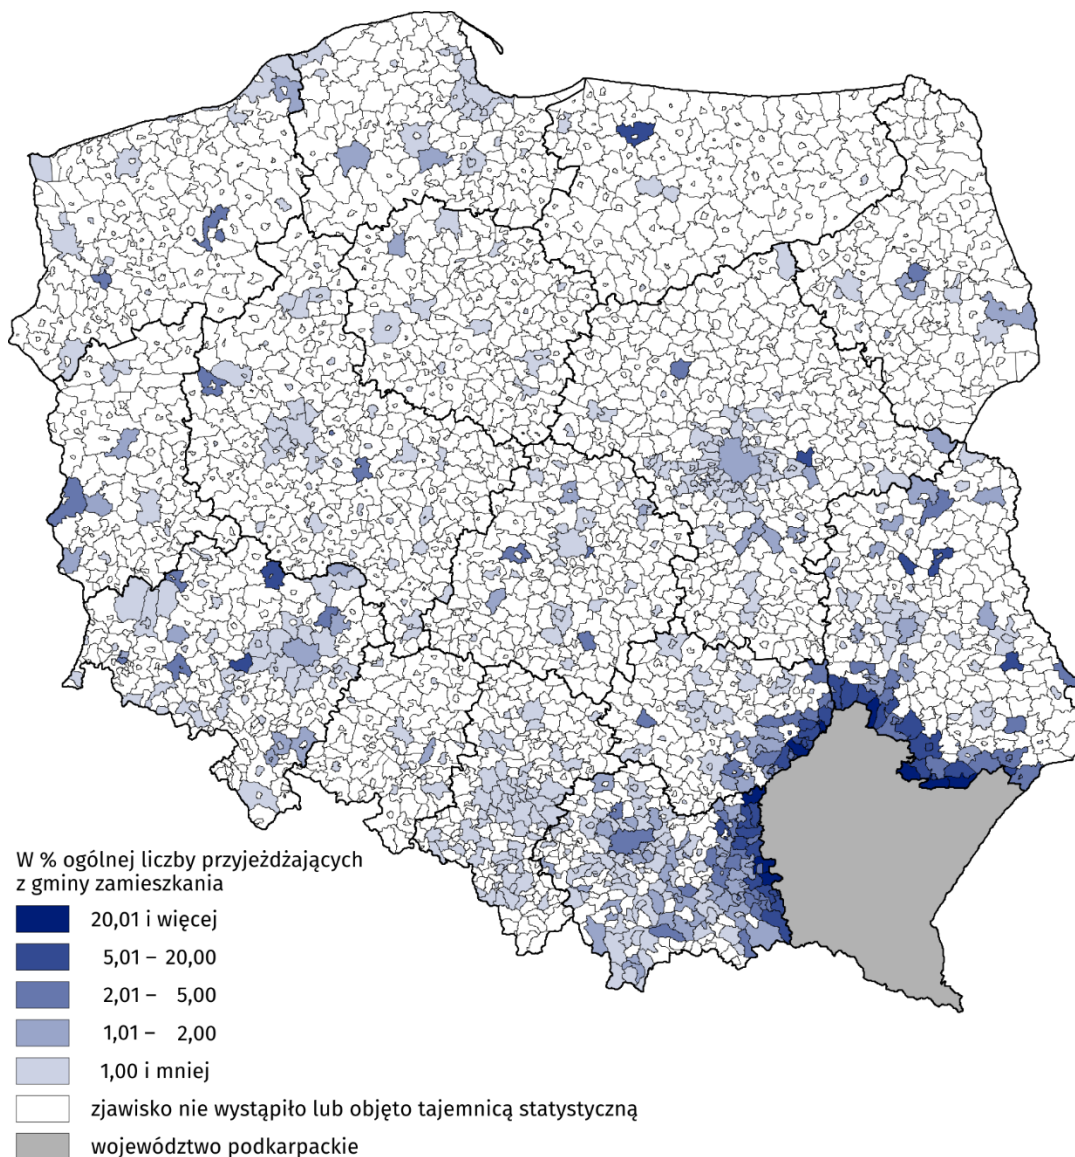 W % ogólnej liczby przyjeżdżających
z gminy zamieszkania
20,01 i więcej
5,01 – 20,00
2,01 – 5,00
1,01 – 2,00
1,00 i mniej
zjawisko nie wystąpiło lub objęto tajemnicą statystyczną
województwo podkarpackie